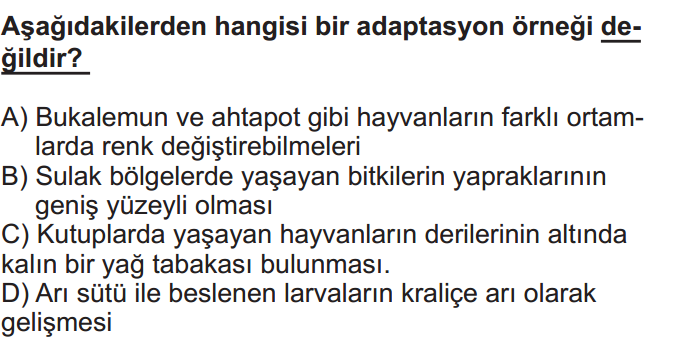 Aşağıdakilerden hangisi bir adaptasyon örneği de-
ğildir?
A) Bukalemun ve ahtapot gibi hayvanların farklı ortam-
larda renk değiştirebilmeleri
B) Sulak bölgelerde yaşayan bitkilerin yapraklarının
geniş yüzeyli olması
C) Kutuplarda yaşayan hayvanların derilerinin altında
kalın bir yağ tabakası bulunması.
D) Arı sütü ile beslenen larvaların kraliçe arı olarak
gelişmesi